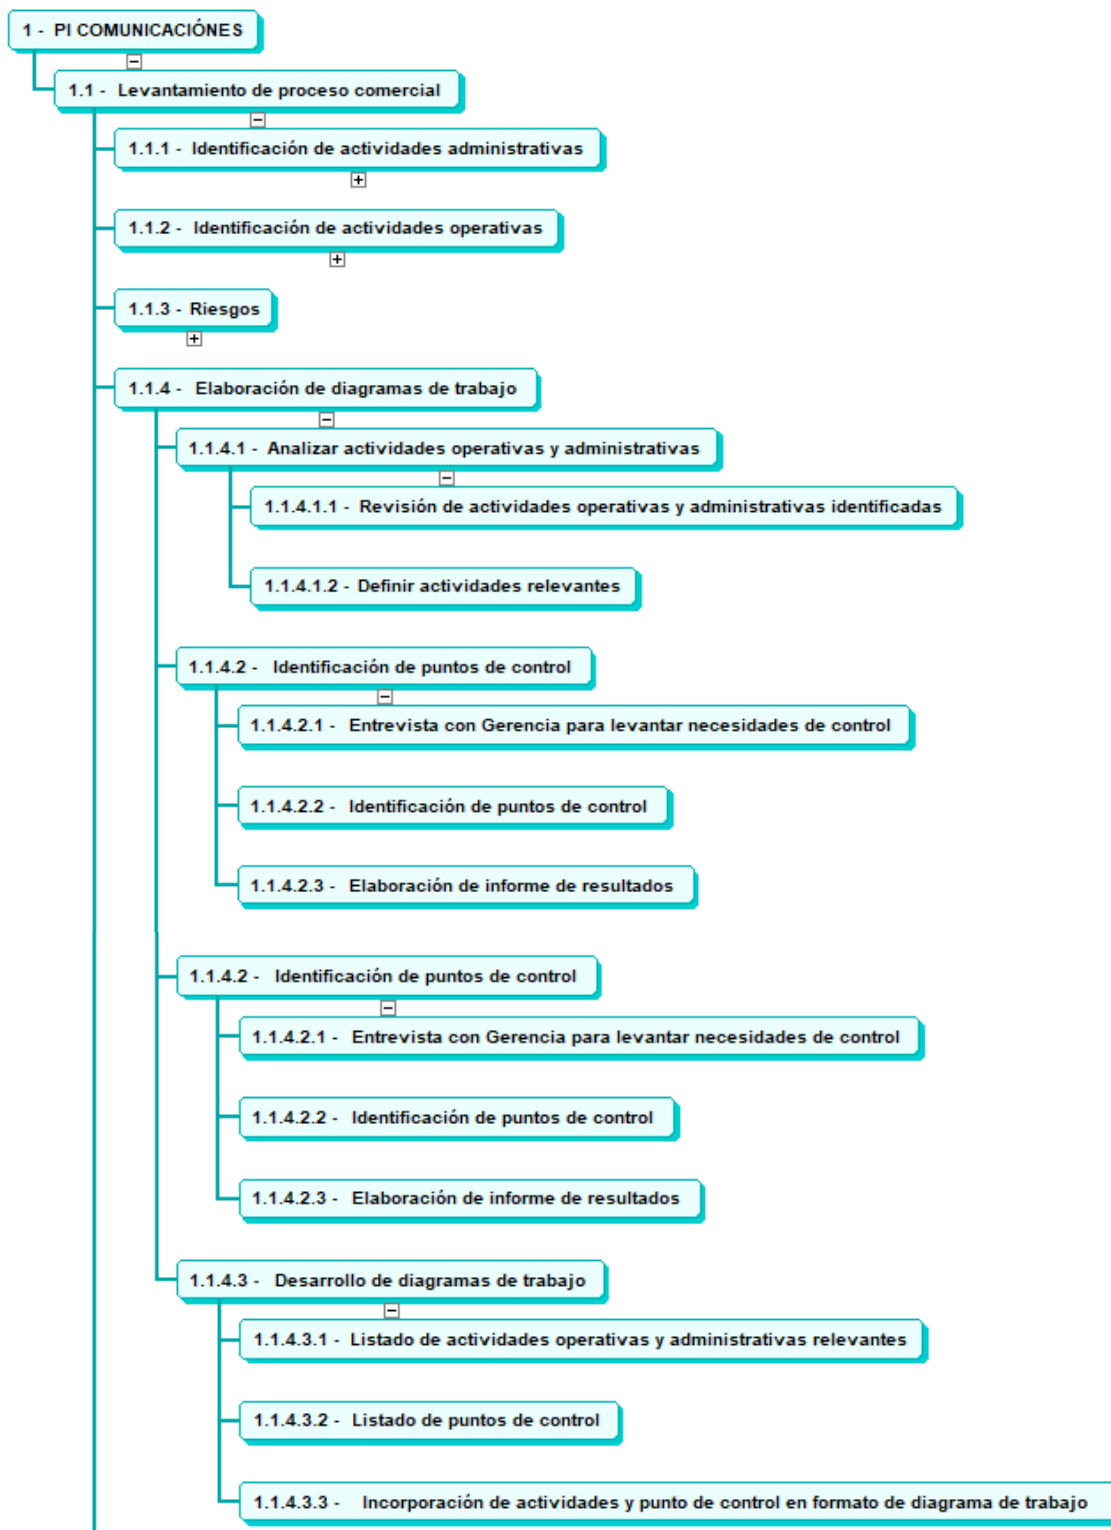 1 - PI COMUNICACIÓNES
1.1 - Levantamiento de proceso comercial
1.1.1 - Identificación de actividades administrativas
1.1.2 - Identificación de actividades operativas
1.1.3 - Riesgos
1.1.4 - Elaboración de diagramas de trabajo
1.1.4.1 - Analizar actividades operativas y administrativas
1.1.4.1.1 - Revisión de actividades operativas y administrativas identificadas
1.1.4.1.2 - Definir actividades relevantes
1.1.4.2 - Identificación de puntos de control
1.1.4.2.1 - Entrevista con Gerencia para levantar necesidades de control
1.1.4.2.2 - Identificación de puntos de control
1.1.4.2.3 - Elaboración de informe de resultados
1.1.4.2 - Identificación de puntos de control
1.1.4.2.1 - Entrevista con Gerencia para levantar necesidades de control
1.1.4.2.2 - Identificación de puntos de control
1.1.4.2.3 - Elaboración de informe de resultados
1.1.4.3 - Desarrollo de diagramas de trabajo
1.1.4.3.1 - Listado de actividades operativas y administrativas relevantes
1.1.4.3.2 - Listado de puntos de control
1.1.4.3.3 - Incorporación de actividades y punto de control en formato de diagrama de trabajo